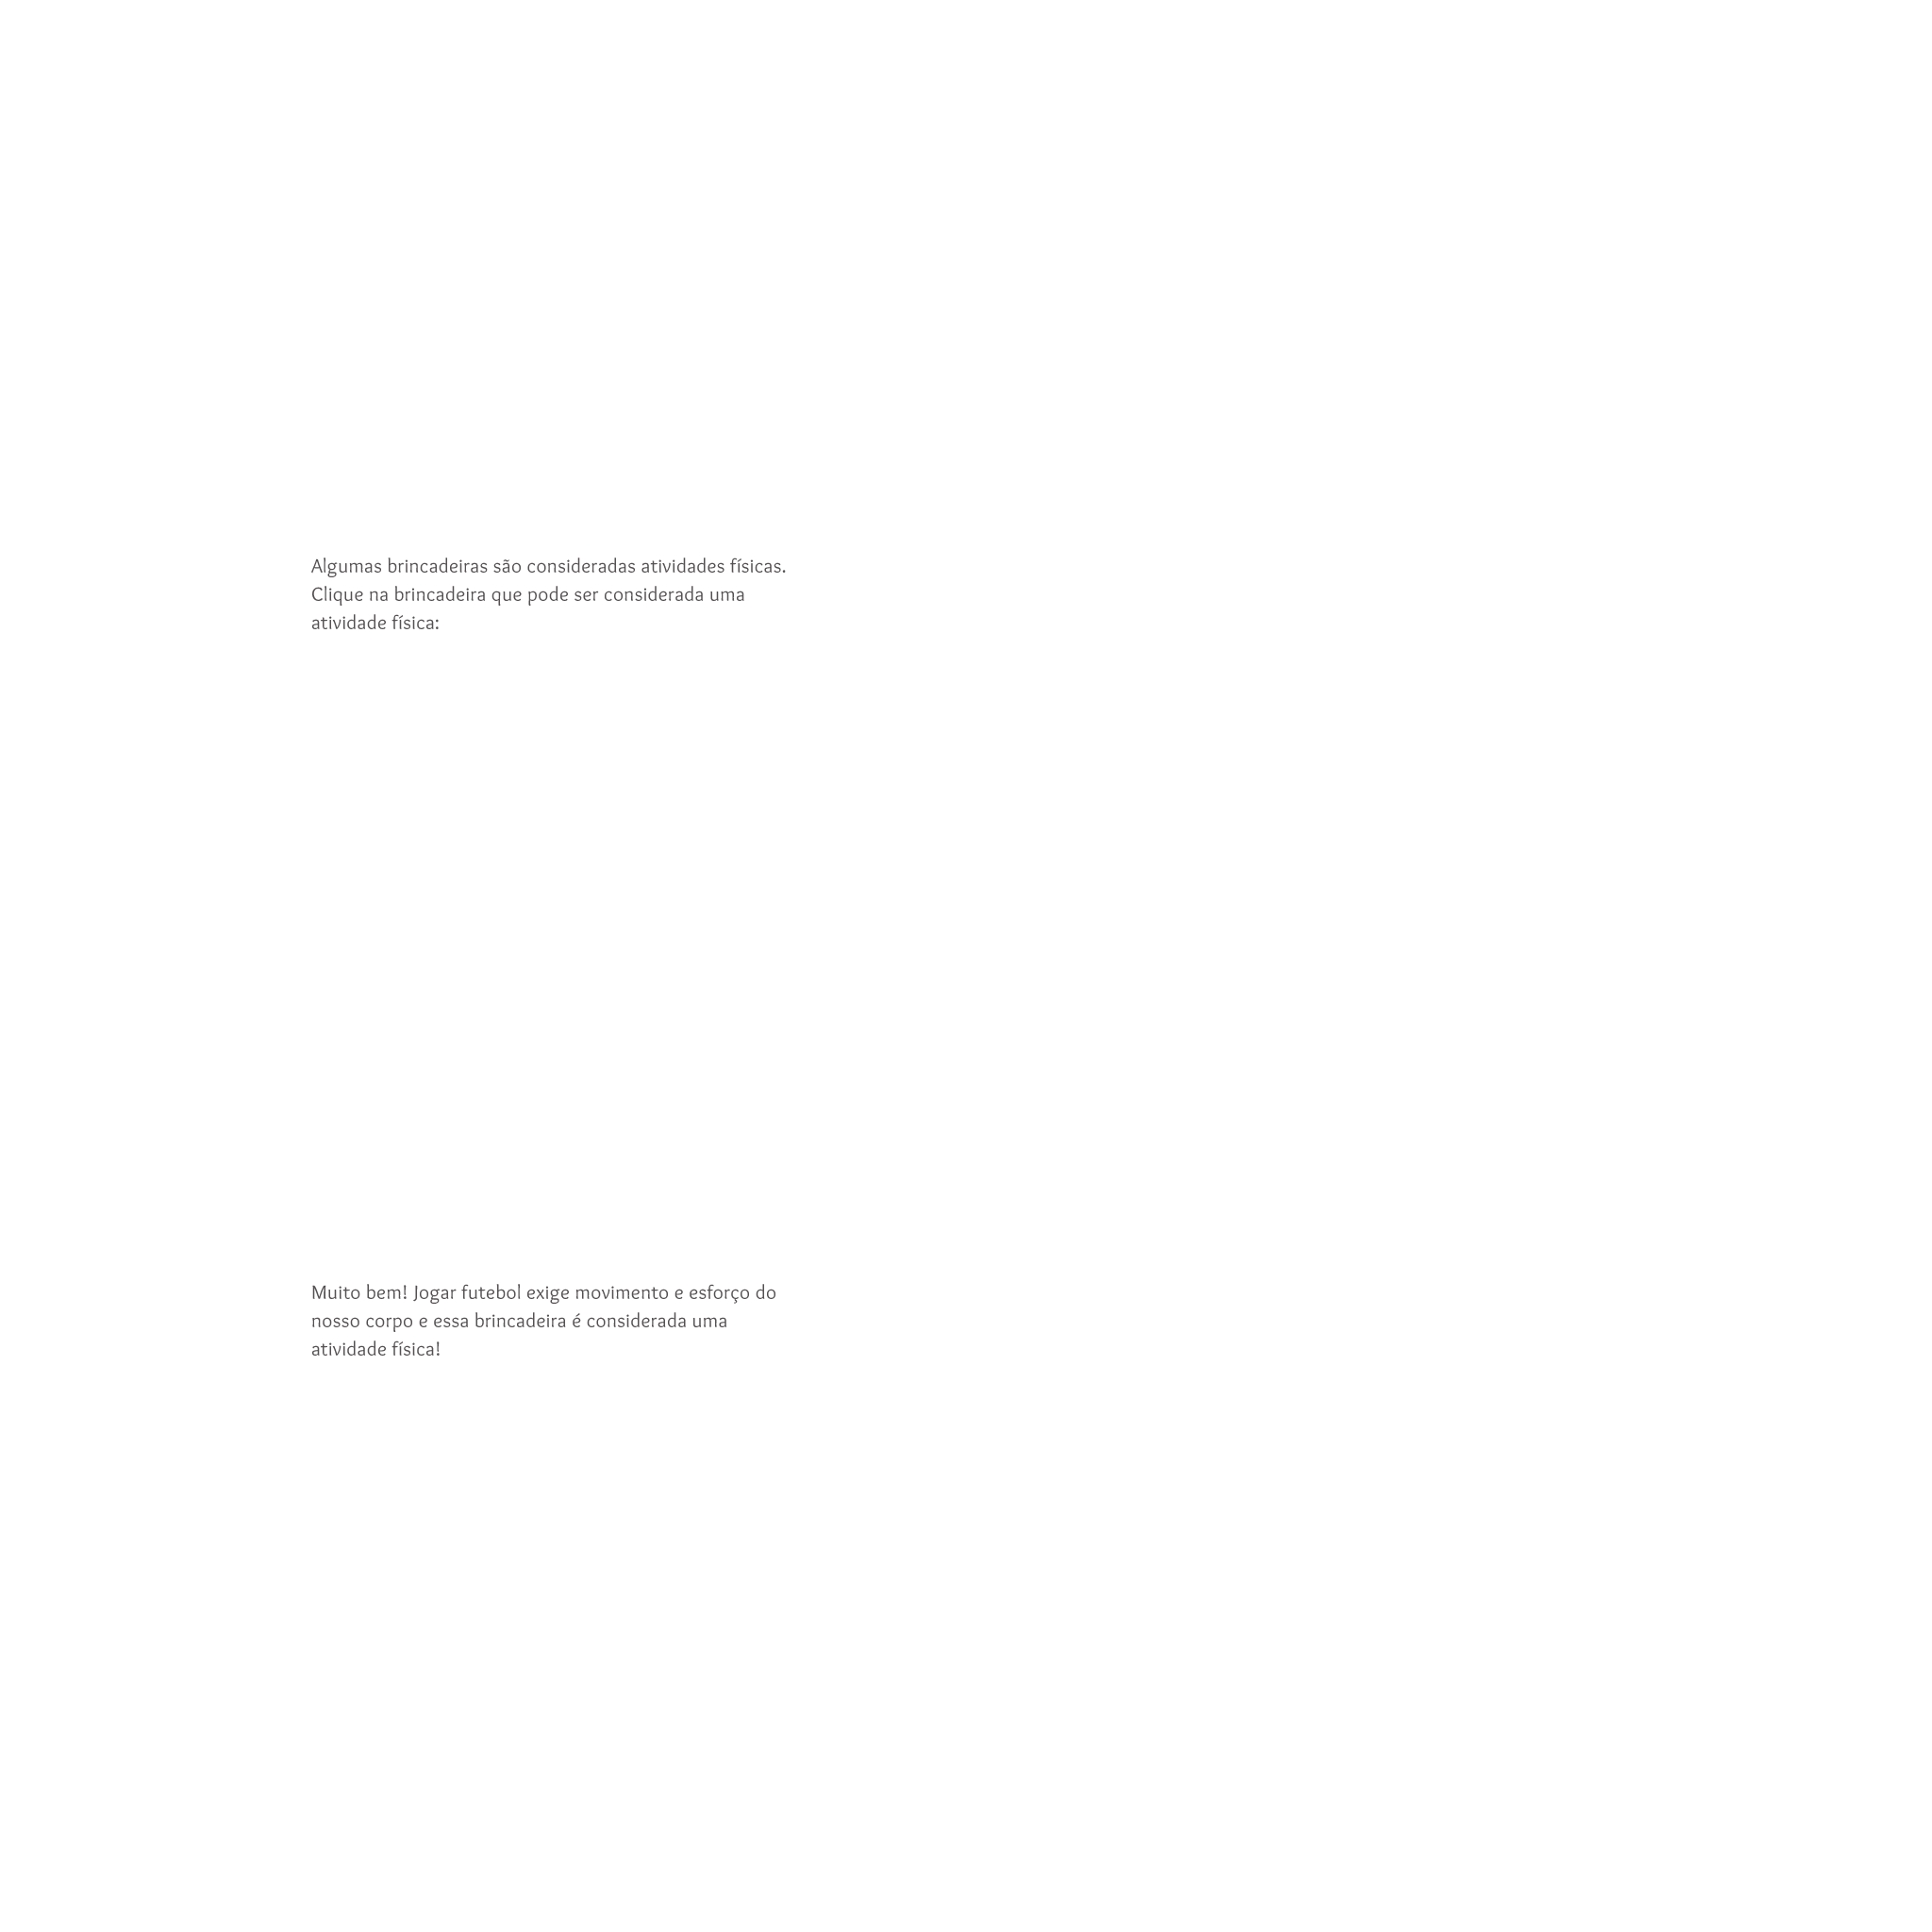 Algumas brincadeiras são consideradas atividades físicas.
Clique na brincadeira que pode ser considerada uma
atividade física:
Muito bem! Jogar futebol exige movimento e esforço do
nosso corpo e essa brincadeira é considerada uma
atividade física!